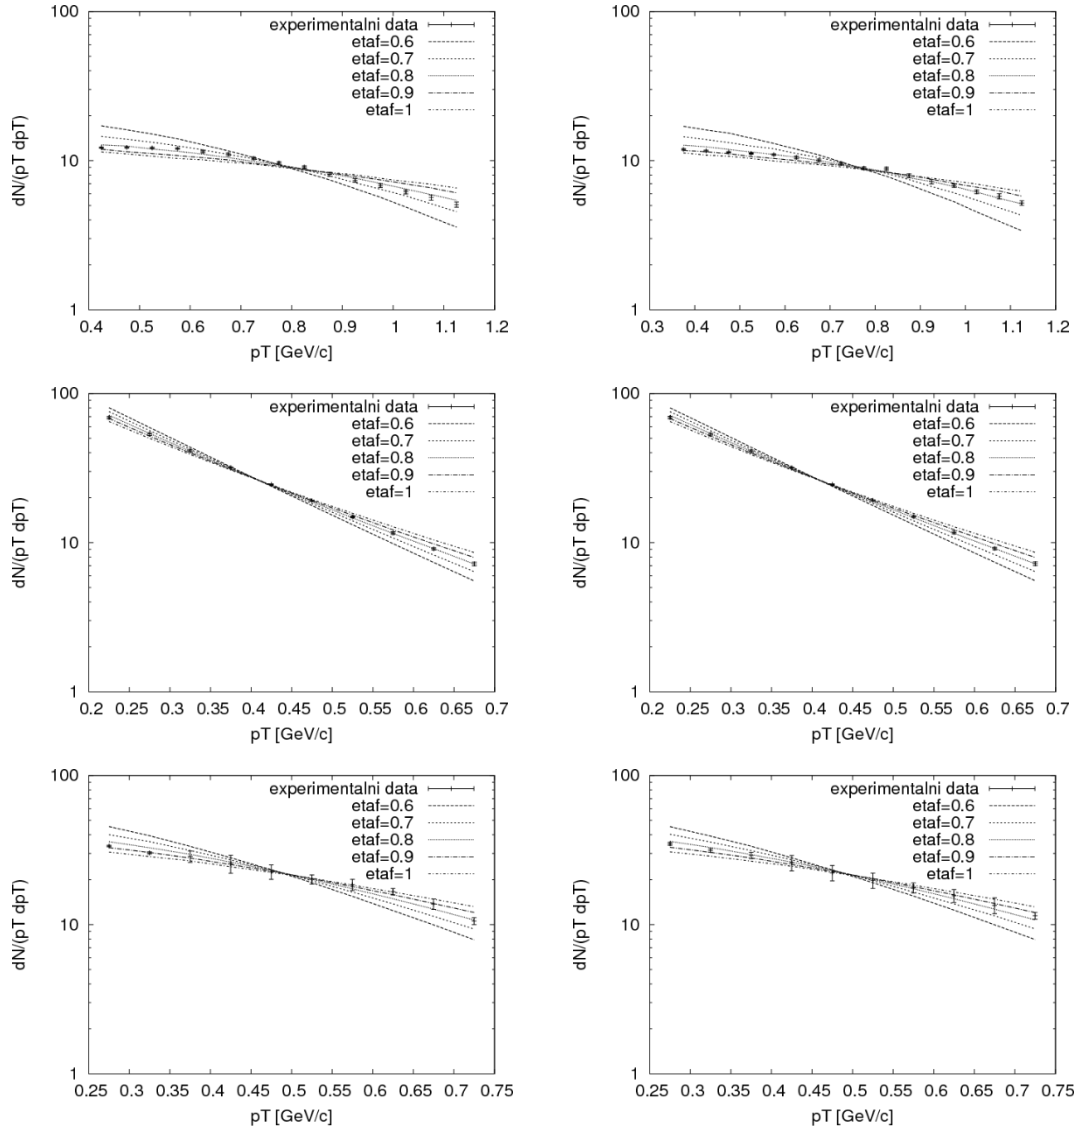 100
10
1
dN/(pT dpT)
experimentalni data
etaf=0.6
etaf=0.7
etaf=0.8
etaf=0.9
etaf=1
0.4 0.5 0.6 0.7 0.8 0.9 1 1.1 1.2
pT [GeV/c]
100
10
1
dN/(pT dpT)
experimentalni data
etaf=0.6
etaf=0.7
etaf=0.8
etaf=0.9
etaf=1
0.3 0.4 0.5 0.6 0.7 0.8 0.9 1 1.1 1.2
pT [GeV/c]
100
10
1
dN/(pT dpT)
experimentalni data
etaf=0.6
etaf=0.7
etaf=0.8
etaf=0.9
etaf=1
0.2 0.25 0.3 0.35 0.4 0.45 0.5 0.55 0.6 0.65 0.7
pT [GeV/c]
100
10
1
dN/(pT dpT)
experimentalni data
etaf=0.6
etaf=0.7
etaf=0.8
etaf=0.9
etaf=1
0.2 0.25 0.3 0.35 0.4 0.45 0.5 0.55 0.6 0.65 0.7
pT [GeV/c]
100
10
1
dN/(pT dpT)
experimentalni data
etaf=0.6
etaf=0.7
etaf=0.8
etaf=0.9
etaf=1
0.25 0.3 0.35 0.4 0.45 0.5 0.55 0.6 0.65 0.7 0.75
pT [GeV/c]
100
10
1
dN/(pT dpT)
experimentalni data
etaf=0.6
etaf=0.7
etaf=0.8
etaf=0.9
etaf=1
0.25 0.3 0.35 0.4 0.45 0.5 0.55 0.6 0.65 0.7 0.75
pT [GeV/c]